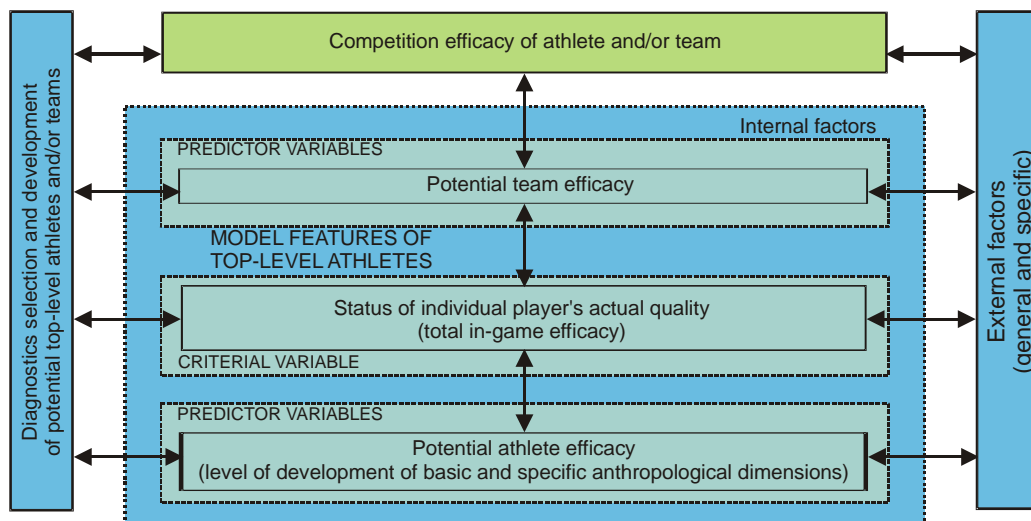 Diagnostics selection and development
of potential top-level athletes and/or teams
Competition efficacy of athlete and/or team
Internal factors
PREDICTOR VARIABLES
Potential team efficacy
MODEL FEATURES OF
TOP-LEVEL ATHLETES
Status of individual player's actual quality
(total in-game efficacy)
CRITERIAL VARIABLE
PREDICTOR VARIABLES
Potential athlete efficacy
(level of development of basic and specific anthropological dimensions)
External factors
(general and specific)